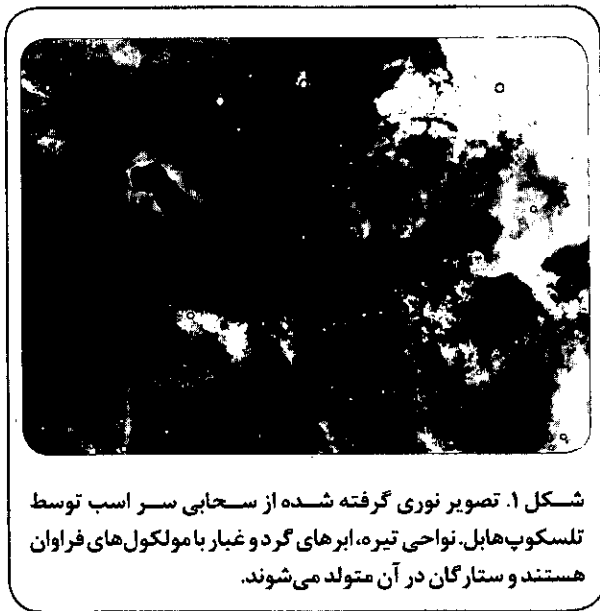 شکل ۱. تصویر نوری گرفته شده از سحابی سر اسب توسط
تلسکوپ‌هابل. نواحی تیره، ابرهای گرد و غبار با مولکول‌های فراوان
هستند و ستارگان در آن متولد می‌شوند.